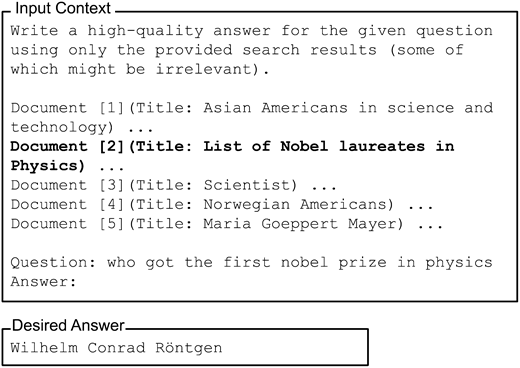 Input Context
Write a high-quality answer for the given question
using only the provided search results (some of
which might be irrelevant).
Document [1](Title: Asian Americans in science and
technology) ...
Document [2](Title: List of Nobel laureates in
Physics) ...
Document [3](Title: Scientist) ...
Document [4](Title: Norwegian Americans) ...
Document [5](Title: Maria Goeppert Mayer) ...
Question: who got the first nobel prize in physics
Answer:
Desired Answer
Wilhelm Conrad Röntgen